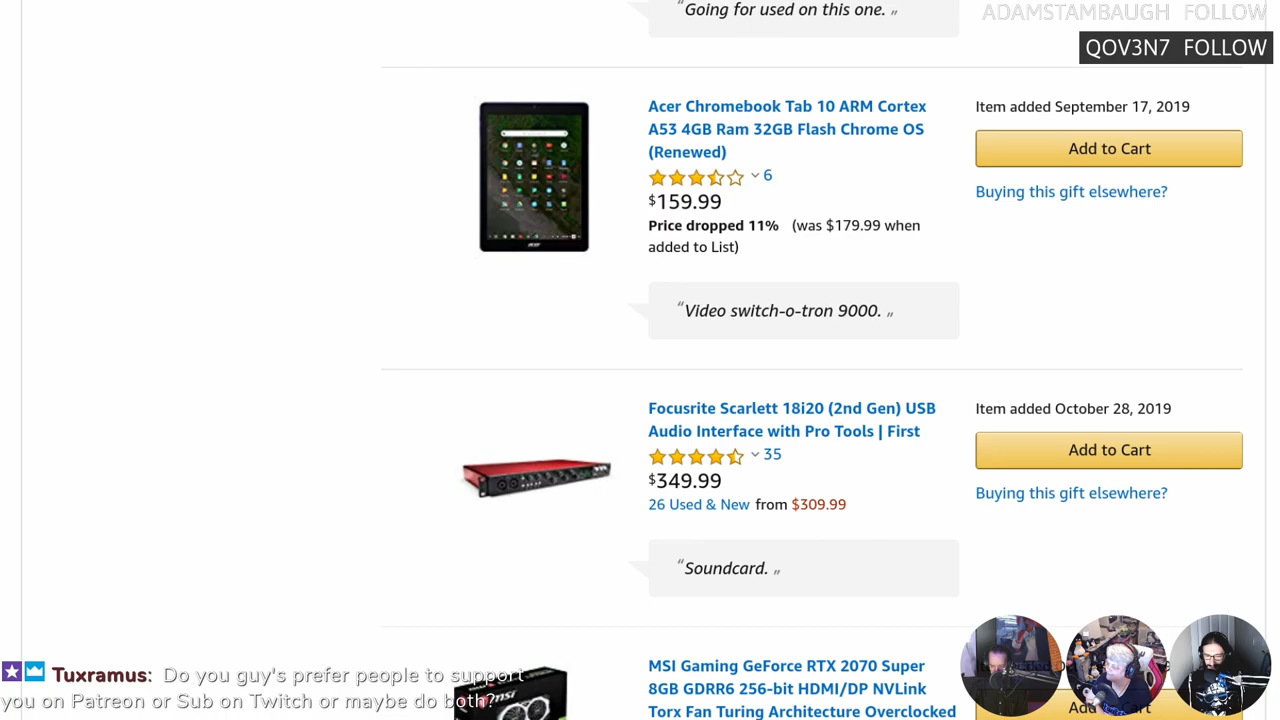 “Going for used on this one. „
ADAMSTAMBAUGH FOLLOW
QOV3N7 FOLLOW
Acer Chromebook Tab 10 ARM Cortex
A53 4GB Ram 32GB Flash Chrome OS
(Renewed)
6
$159.99
Price dropped 11% (was $179.99 when
added to List)
Item added September 17, 2019
Add to Cart
Buying this gift elsewhere?
“Video switch-o-tron 9000. „
Focusrite Scarlett 18i20 (2nd Gen) USB
Audio Interface with Pro Tools | First
35
$349.99
26 Used & New from $309.99
Item added October 28, 2019
Add to Cart
Buying this gift elsewhere?
“Soundcard. „
MSI Gaming GeForce RTX 2070 Super
8GB GDRR6 256-bit HDMI/DP NVLink
Torx Fan Turing Architecture Overclocked
Tuxramus: Do you guy's prefer people to support
you on Patreon or Sub on Twitch or maybe do both?